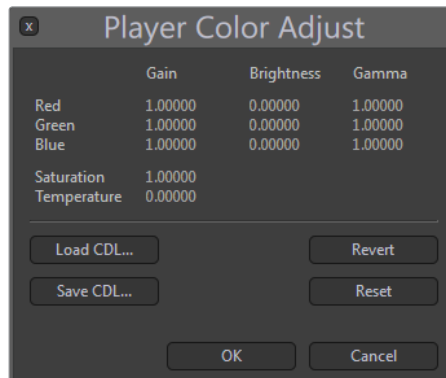 x Player Color Adjust
Gain Brightness Gamma
Red 1.00000 0.00000 1.00000
Green 1.00000 0.00000 1.00000
Blue 1.00000 0.00000 1.00000
Saturation 1.00000
Temperature 0.00000
Load CDL... Revert
Save CDL... Reset
OK Cancel